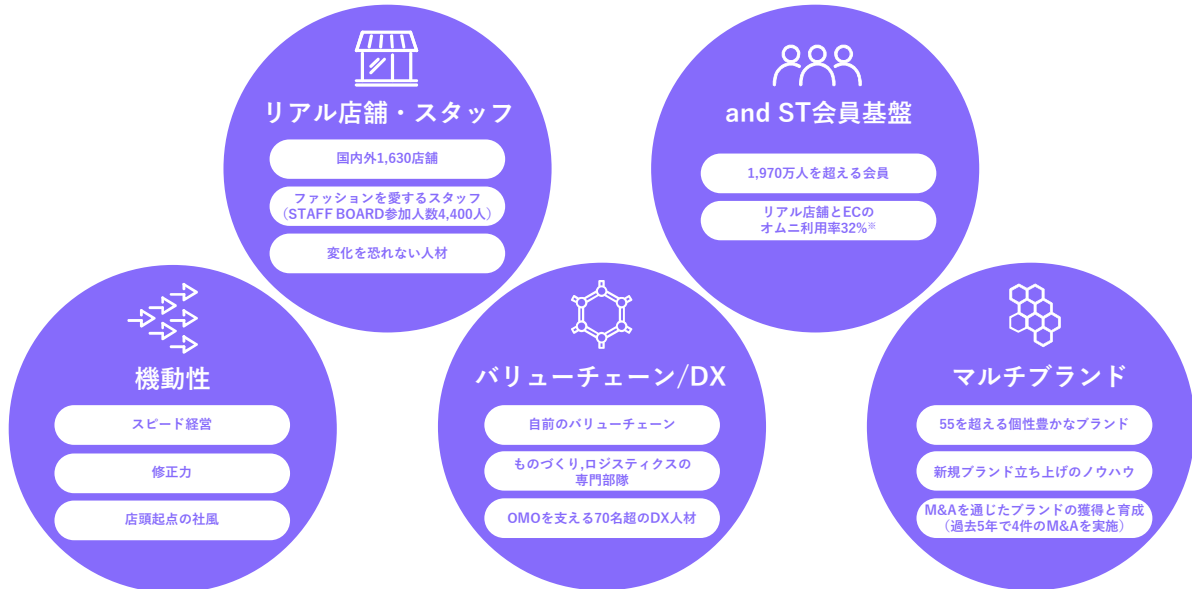 リアル店舗・スタッフ
国内外1,630店舗
ファッションを愛するスタッフ
（STAFF BOARD参加人数4,400人）
変化を恐れない人材
and ST会員基盤
1,970万人を超える会員
リアル店舗とECの
オムニ利用率32%※
機動性
スピード経営
修正力
店頭起点の社風
バリューチェーン/DX
自前のバリューチェーン
ものづくり,ロジスティクスの
専門部隊
OMOを支える70名超のDX人材
マルチブランド
55を超える個性豊かなブランド
新規ブランド立ち上げのノウハウ
M&Aを通じたブランドの獲得と育成
（過去5年で4件のM&Aを実施）